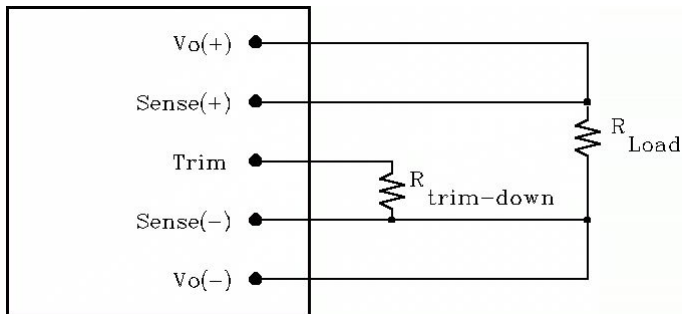 Vo(+)
Sense(+)
R
Load
Trim
R
trim-down
Sense(-)
Vo(-)